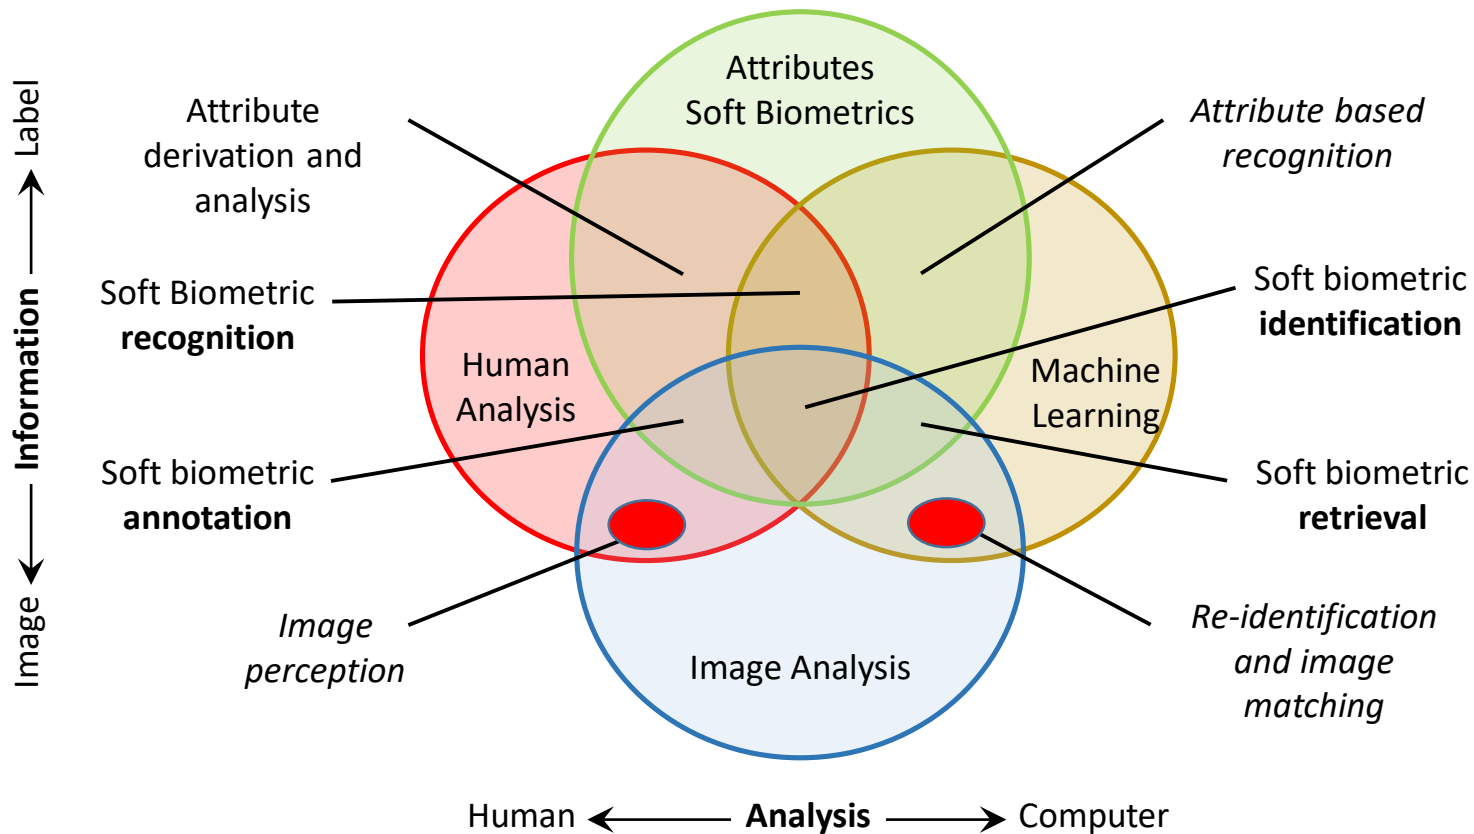 Attributes
Soft Biometrics
Attribute
derivation and
analysis
Attribute based
recognition
Soft Biometric
recognition
Soft biometric
identification
Human
Analysis
Machine
Learning
Soft biometric
annotation
Soft biometric
retrieval
Image
perception
Image Analysis
Re-identification
and image
matching
Label
Information
Image
Human
Analysis
Computer